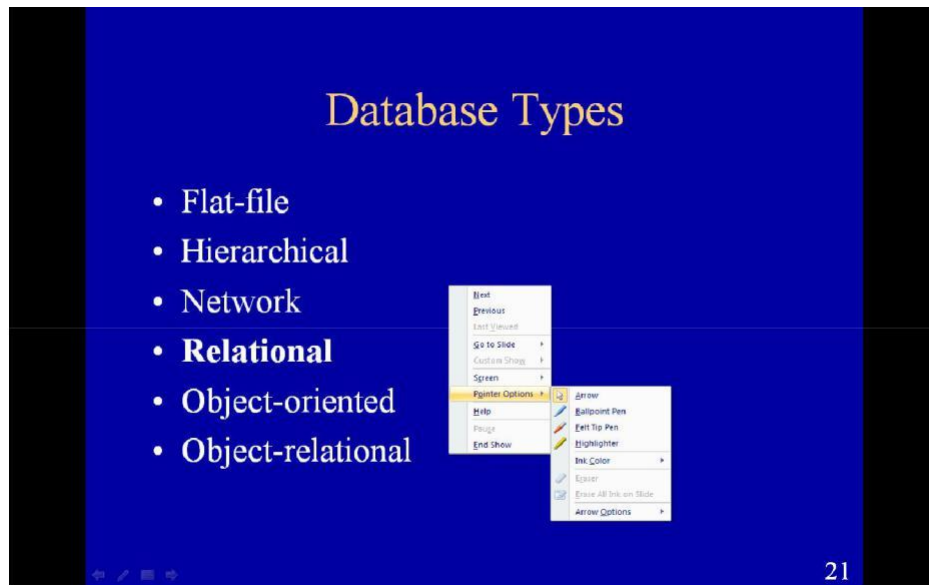 Database Types
• Flat-file
• Hierarchical
• Network
• Relational
• Object-oriented
• Object-relational
Next
Previous
Last Viewed
Go to Slide
Custom Show
Screen
Pointer Options
Help
Pause
End Show
Arrow
Ballpoint Pen
Felt Tip Pen
Highlighter
Ink Color
Eraser
Erase All Ink on Slide
Arrow Options
21